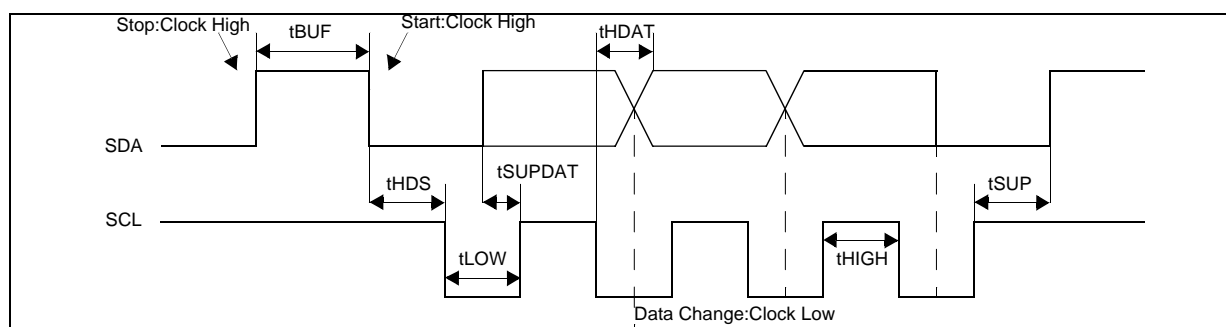 Stop:Clock High
tBUF
Start:Clock High
tHDAT
SDA
tHDS
tSUPDAT
tSUP
SCL
tLOW
tHIGH
Data Change:Clock Low